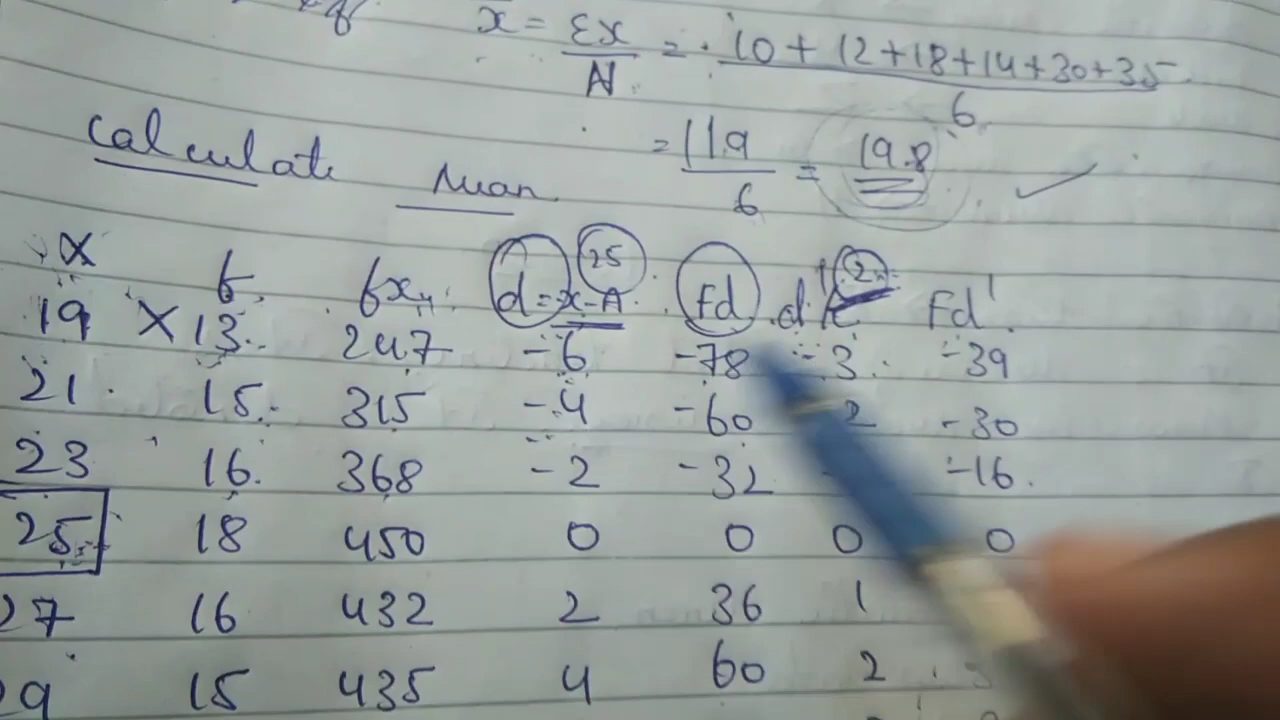 x̄ = Σx / N = 10 + 12 + 18 + 14 + 30 + 35 / 6
= 119 / 6 = 19.8 ✓
Calculate Mean
x f fx d = x - A 25 fd d' 2 Fd'
19 × 13 247 -6 -78 -3 -39
21 15 315 -4 -60 2 -30
23 16 368 -2 -32 -16
25 18 450 0 0 0 0
27 16 432 2 36 1
29 15 435 4 60 2